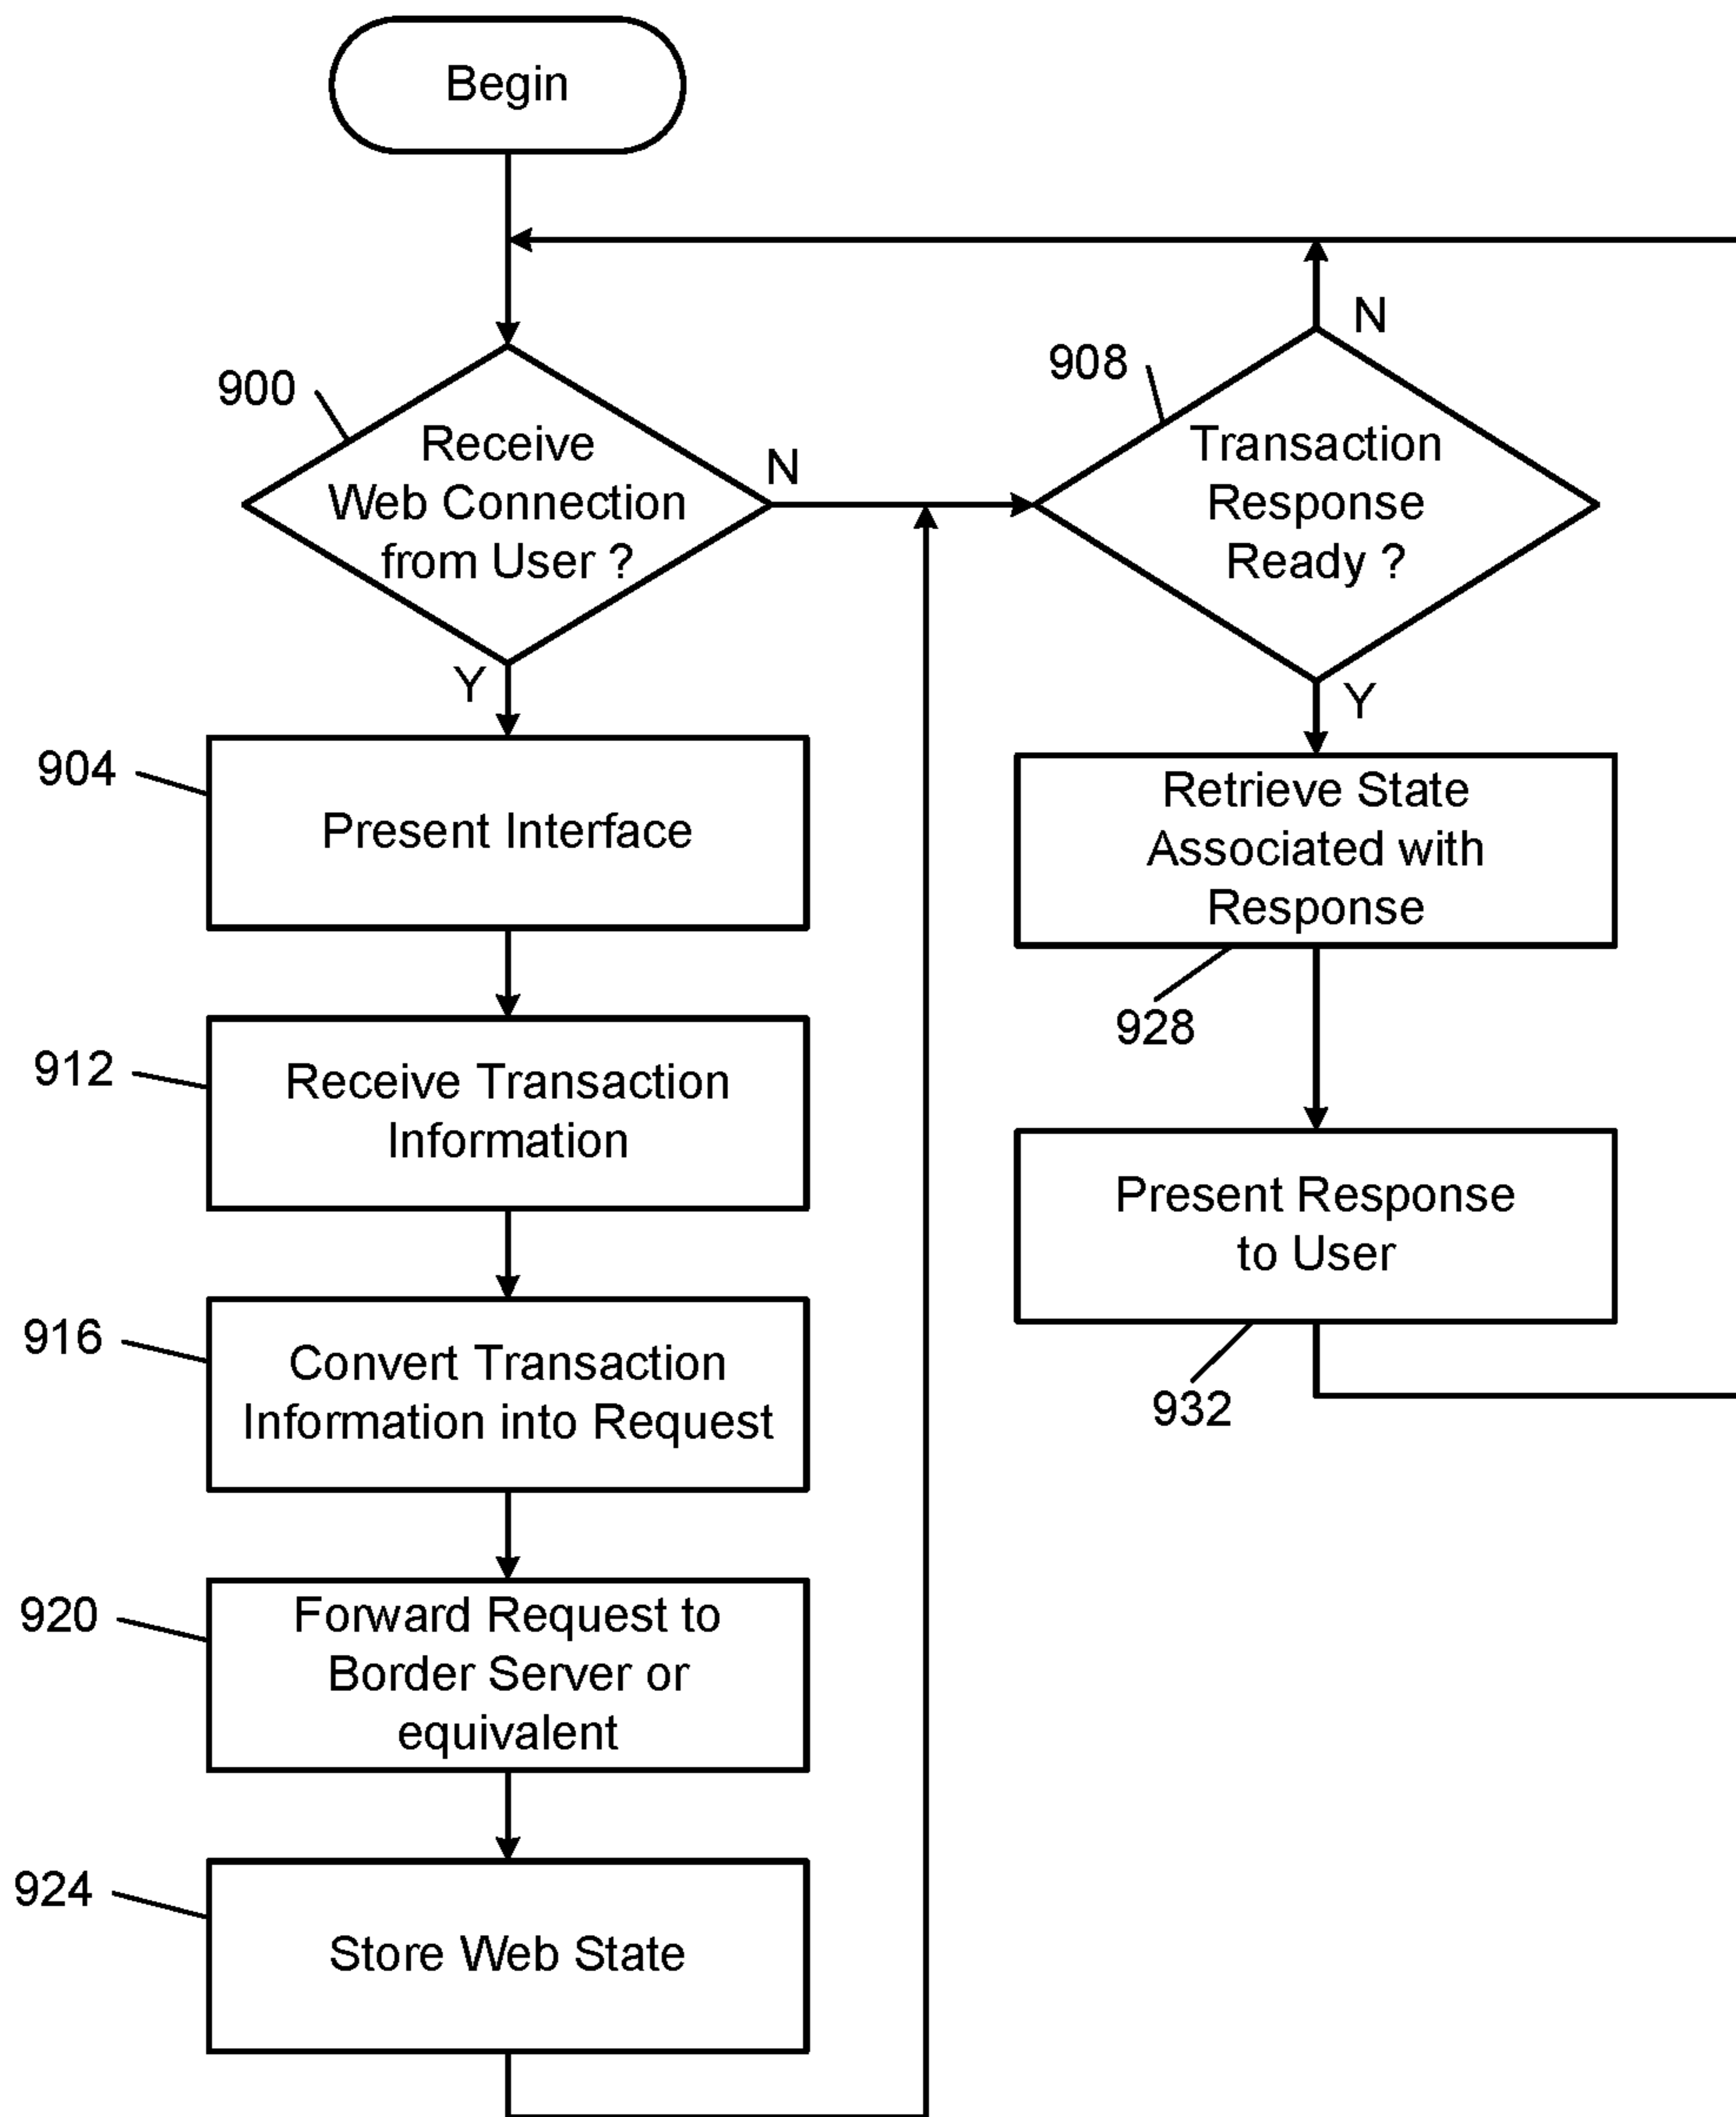 Begin
900
Receive
Web Connection
from User ?
N
Y
908
Transaction
Response
Ready ?
N
Y
904
Present Interface
912
Receive Transaction
Information
916
Convert Transaction
Information into Request
920
Forward Request to
Border Server or
equivalent
924
Store Web State
Retrieve State
Associated with
Response
928
Present Response
to User
932